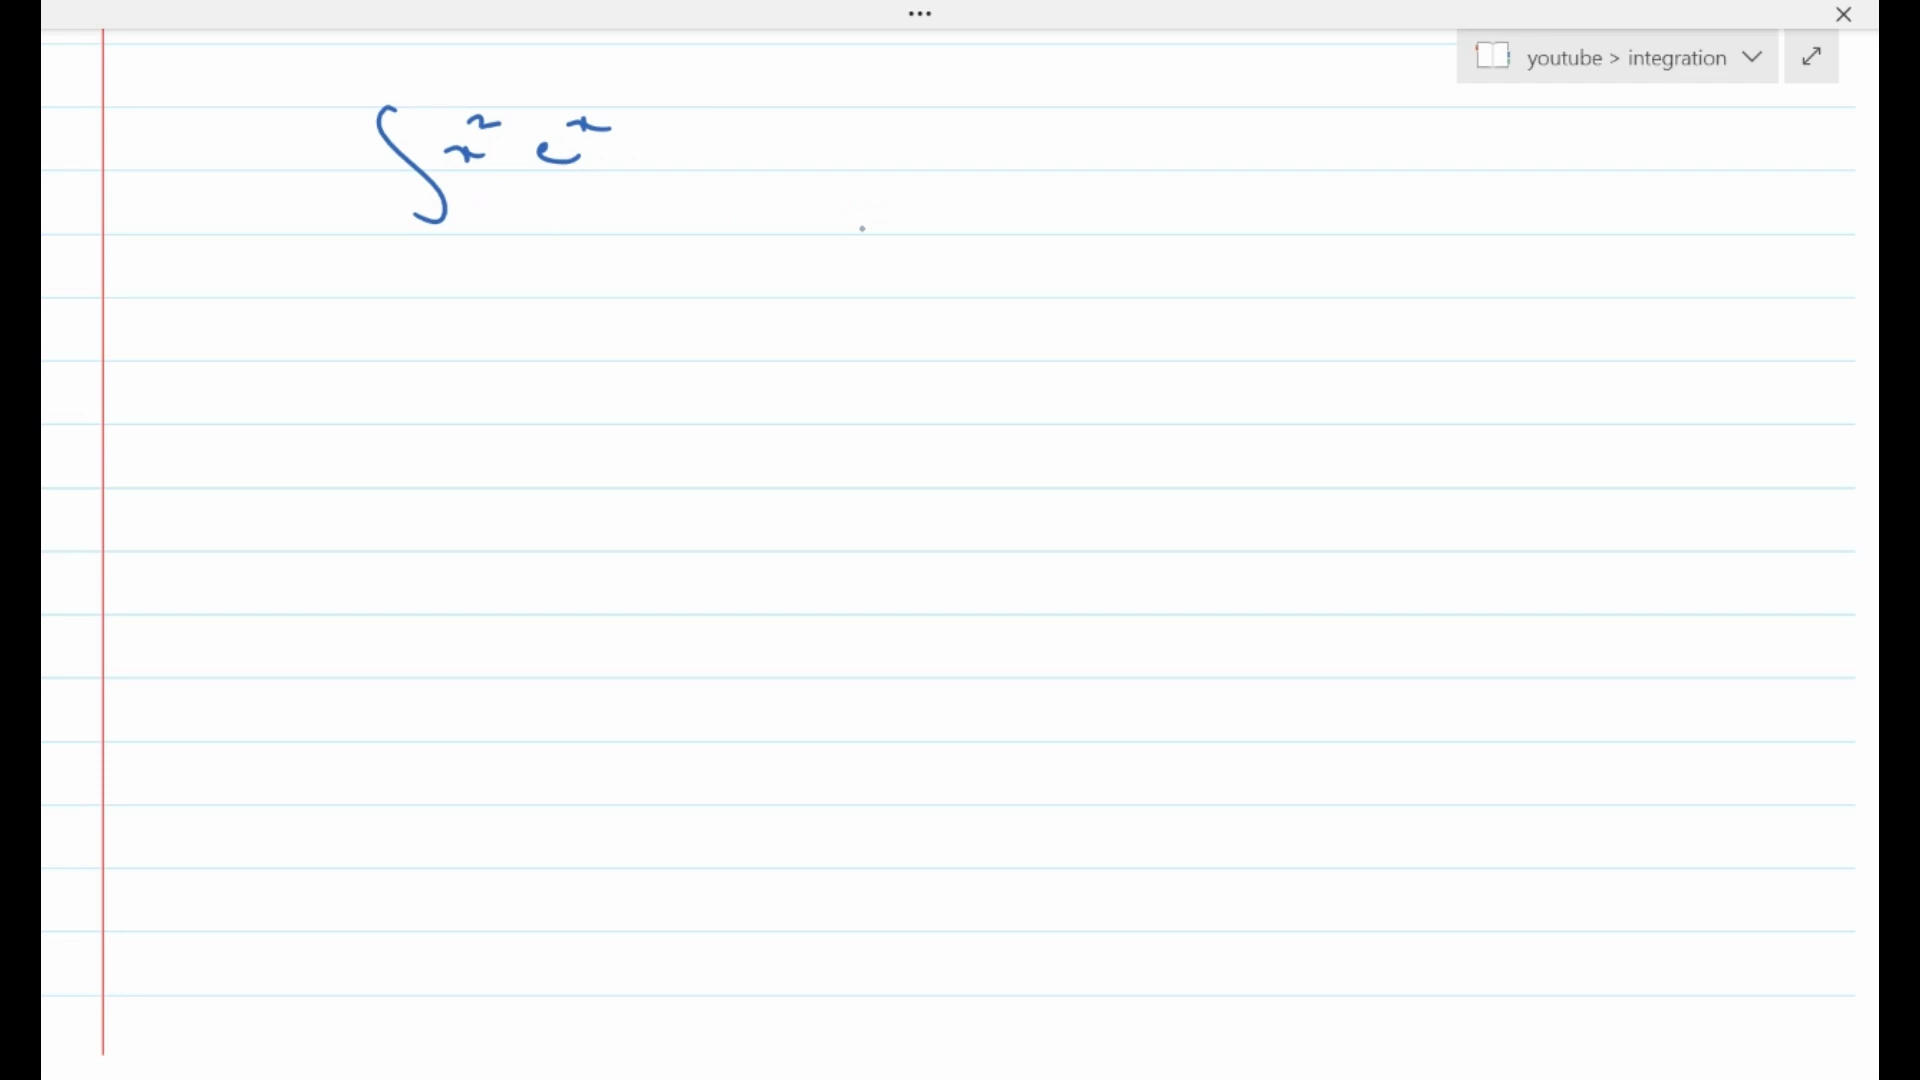 youtube > integration
∫ x² eˣ